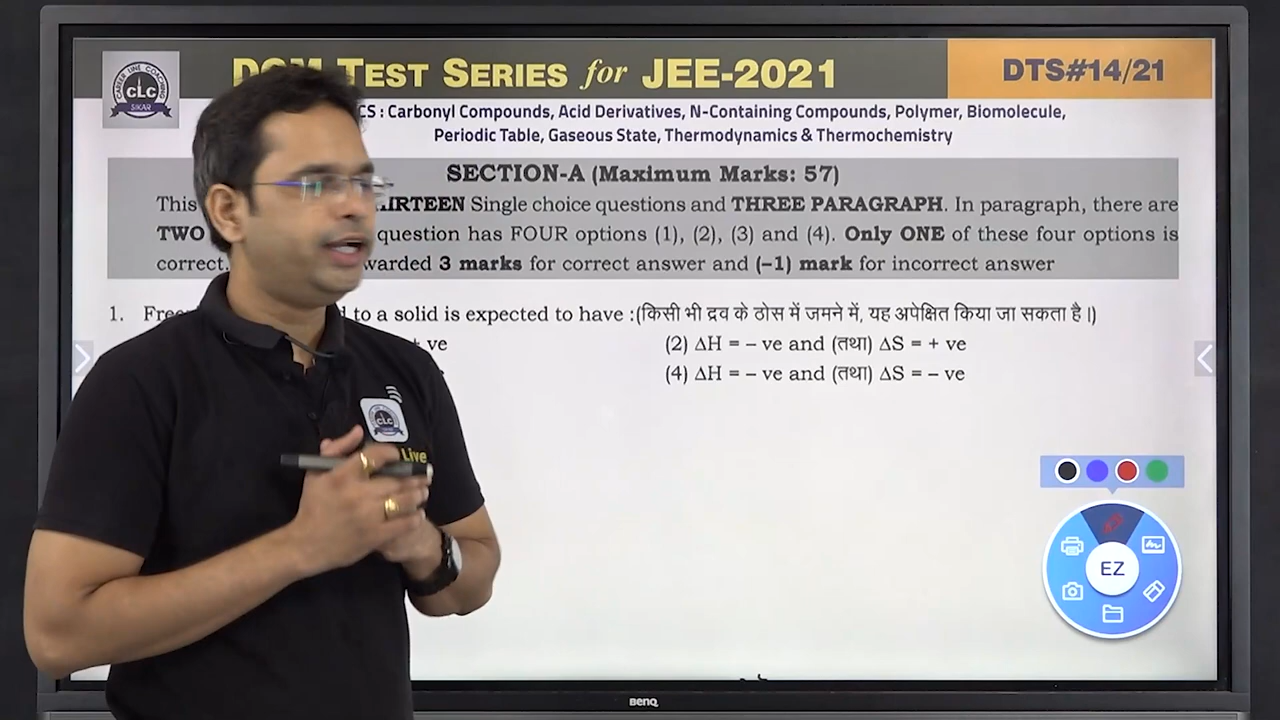 TEST SERIES for JEE-2021
DTS#14/21
CAREER LINE COACHING
CLC
SIKAR
CS : Carbonyl Compounds, Acid Derivatives, N-Containing Compounds, Polymer, Biomolecule,
Periodic Table, Gaseous State, Thermodynamics & Thermochemistry
SECTION-A (Maximum Marks: 57)
This IRTEEN Single choice questions and THREE PARAGRAPH. In paragraph, there are
TWO question has FOUR options (1), (2), (3) and (4). Only ONE of these four options is
correct. warded 3 marks for correct answer and (–1) mark for incorrect answer
1. Free d to a solid is expected to have :(किसी भी द्रव के ठोस में जमने में, यह अपेक्षित किया जा सकता है।)
+ ve
(2) ΔH = – ve and (तथा) ΔS = + ve
(4) ΔH = – ve and (तथा) ΔS = – ve
CLC
Live
EZ
BenQ